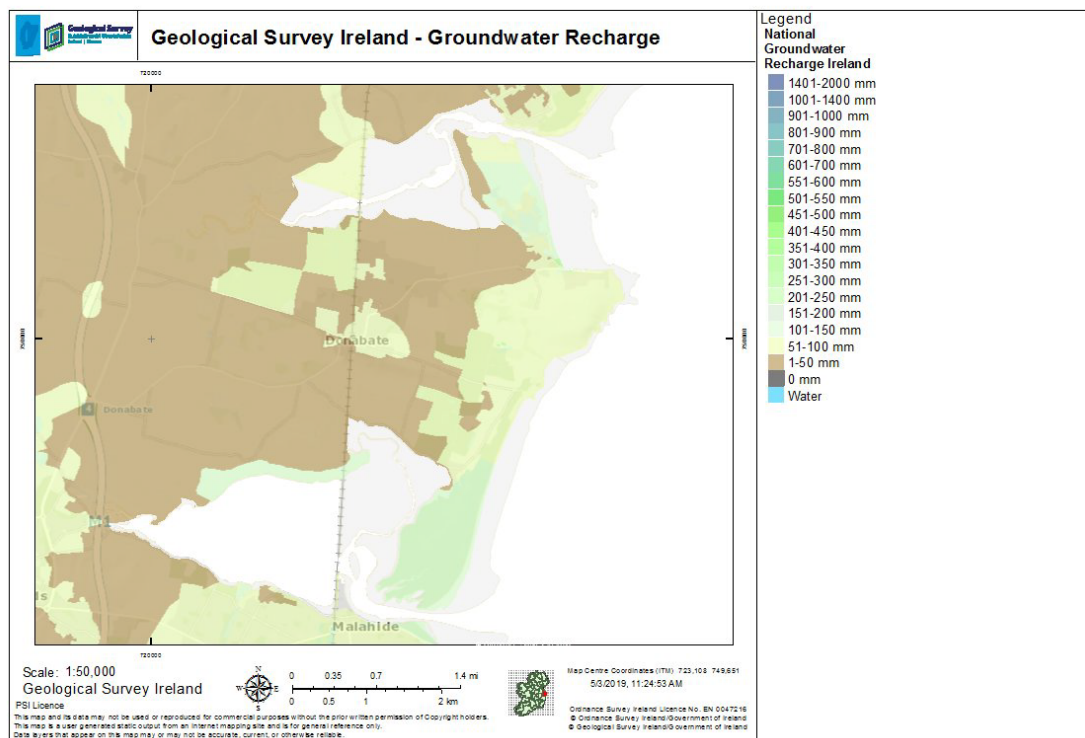 Geological Survey
Geological Survey Ireland - Groundwater Recharge
Legend
National
Groundwater
Recharge Ireland
1401-2000 mm
1001-1400 mm
901-1000 mm
801-900 mm
701-800 mm
601-700 mm
551-600 mm
501-550 mm
451-500 mm
401-450 mm
351-400 mm
301-350 mm
251-300 mm
201-250 mm
151-200 mm
101-150 mm
51-100 mm
1-50 mm
0 mm
Water
720000
Donabate
4 Donabate
M1
ds
Malahide
720000
Scale: 1:50,000
Geological Survey Ireland
PSI Licence
N
W E
S
0 0.35 0.7 1.4 mi
0 0.5 1 2 km
Map Centre Coordinates (ITM) 723,108 749,651
5/3/2019, 11:24:53 AM
Ordnance Survey Ireland Licence No. EN 0047216
© Ordnance Survey Ireland/Government of Ireland
© Geological Survey Ireland/Government of Ireland
This map and its data may not be used or reproduced for commercial purposes without the prior written permission of Copyright holders.
This map is a user generated static output from an Internet mapping site and is for general reference only.
Data layers that appear on this map may or may not be accurate, current, or otherwise reliable.